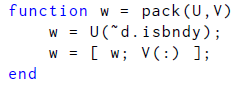 function w = pack(U,V)
    w = U(~d.isbndy);
    w = [ w; V(:) ];
end